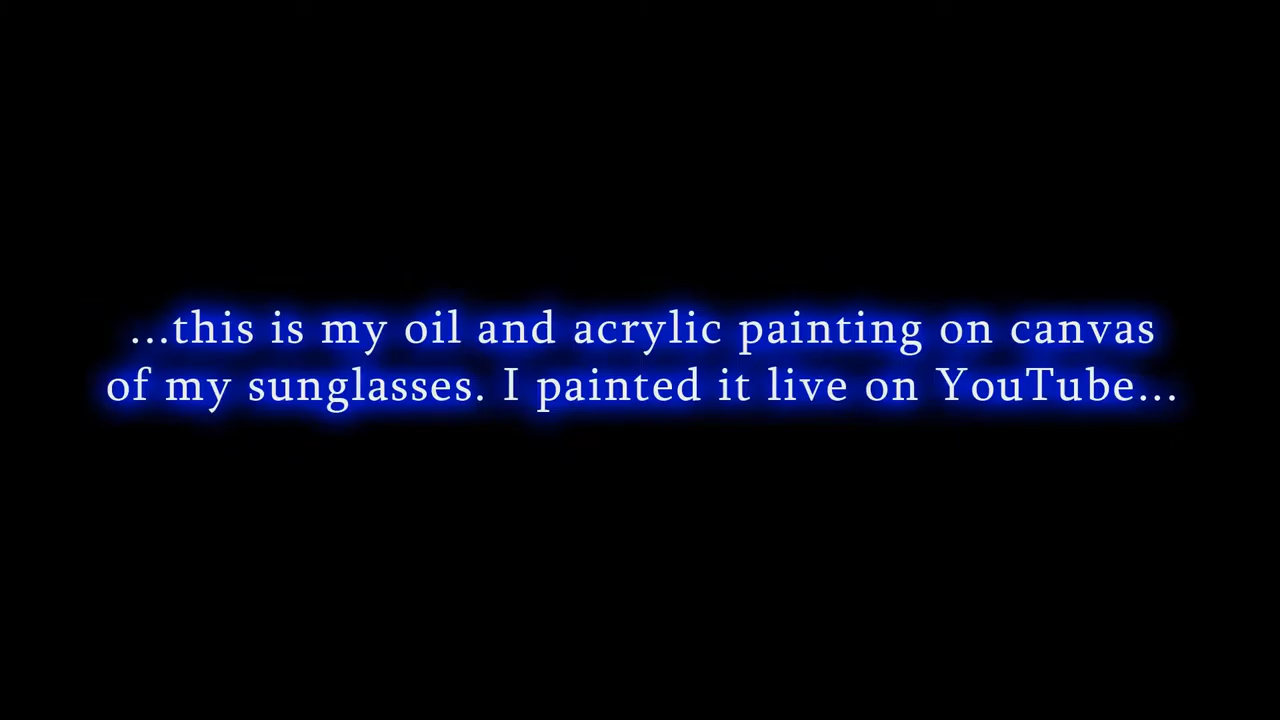 ...this is my oil and acrylic painting on canvas
of my sunglasses. I painted it live on YouTube...